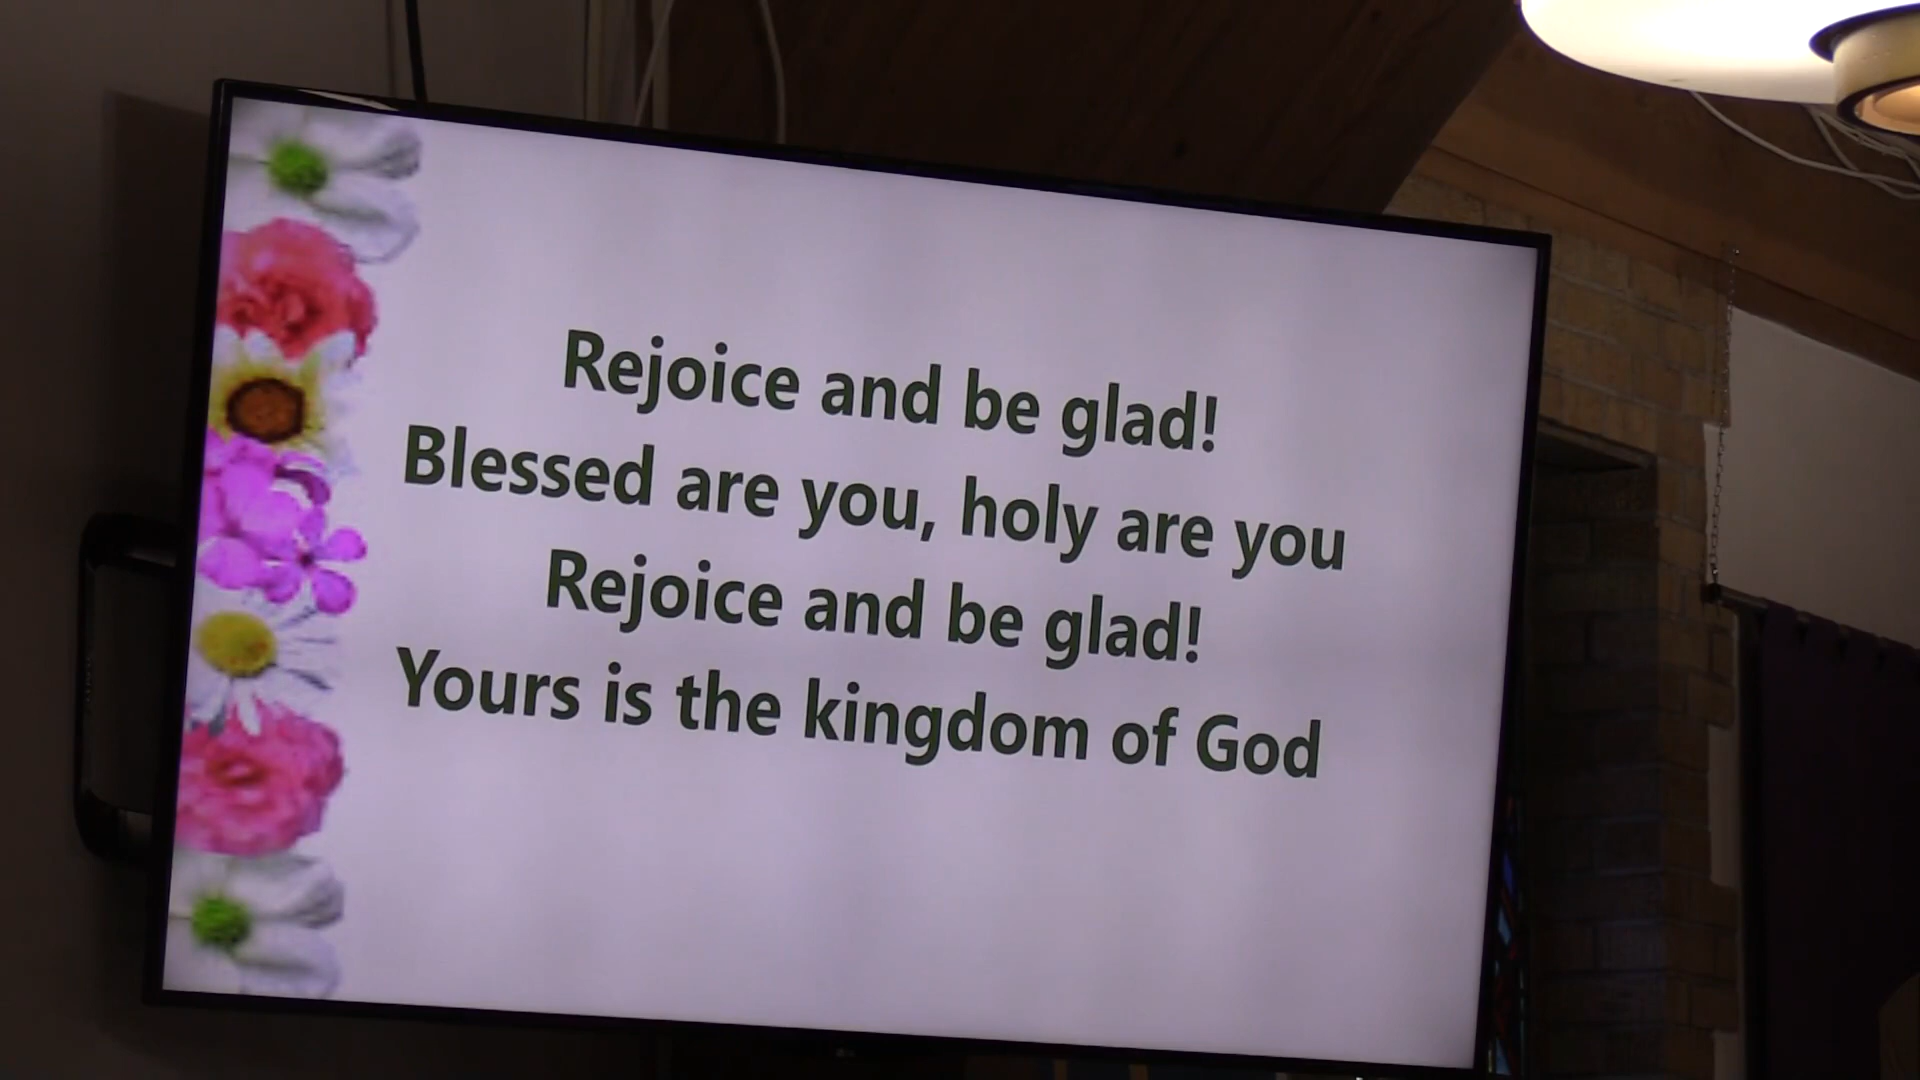 Rejoice and be glad!
Blessed are you, holy are you
Rejoice and be glad!
Yours is the kingdom of God